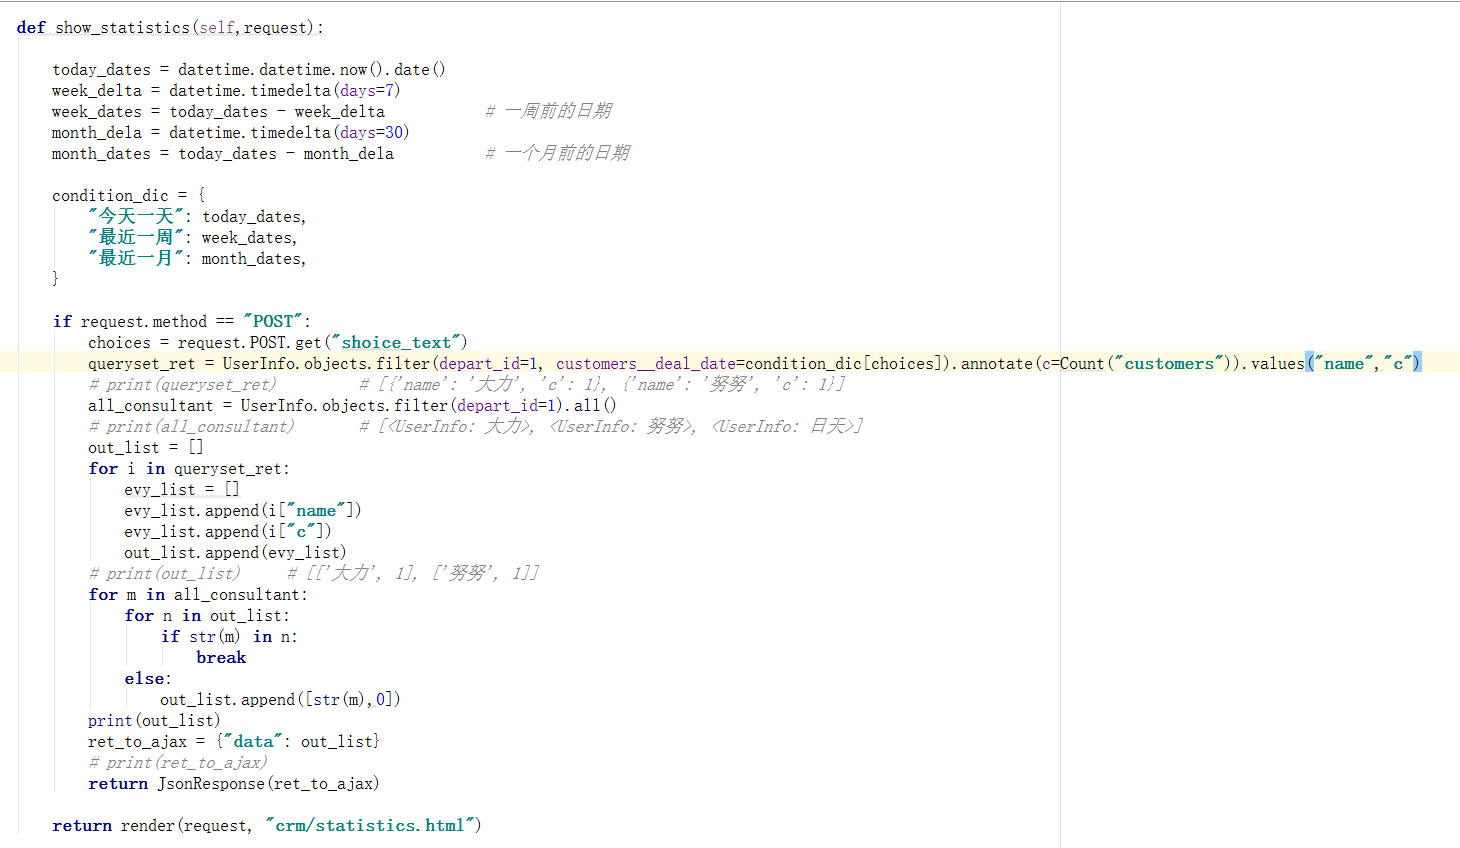 def show_statistics(self,request):
today_dates = datetime.datetime.now().date()
week_delta = datetime.timedelta(days=7)
week_dates = today_dates - week_delta # 一周前的日期
month_dela = datetime.timedelta(days=30)
month_dates = today_dates - month_dela # 一个月前的日期
condition_dic = {
"今天一天": today_dates,
"最近一周": week_dates,
"最近一月": month_dates,
}
if request.method == "POST":
choices = request.POST.get("shoice_text")
queryset_ret = UserInfo.objects.filter(depart_id=1, customers__deal_date=condition_dic[choices]).annotate(c=Count("customers")).values("name","c")
# print(queryset_ret) # [{'name': '大力', 'c': 1}, {'name': '努努', 'c': 1}]
all_consultant = UserInfo.objects.filter(depart_id=1).all()
# print(all_consultant) # [<UserInfo: 大力>, <UserInfo: 努努>, <UserInfo: 日天>]
out_list = []
for i in queryset_ret:
evy_list = []
evy_list.append(i["name"])
evy_list.append(i["c"])
out_list.append(evy_list)
# print(out_list) # [['大力', 1], ['努努', 1]]
for m in all_consultant:
for n in out_list:
if str(m) in n:
break
else:
out_list.append([str(m),0])
print(out_list)
ret_to_ajax = {"data": out_list}
# print(ret_to_ajax)
return JsonResponse(ret_to_ajax)
return render(request, "crm/statistics.html")